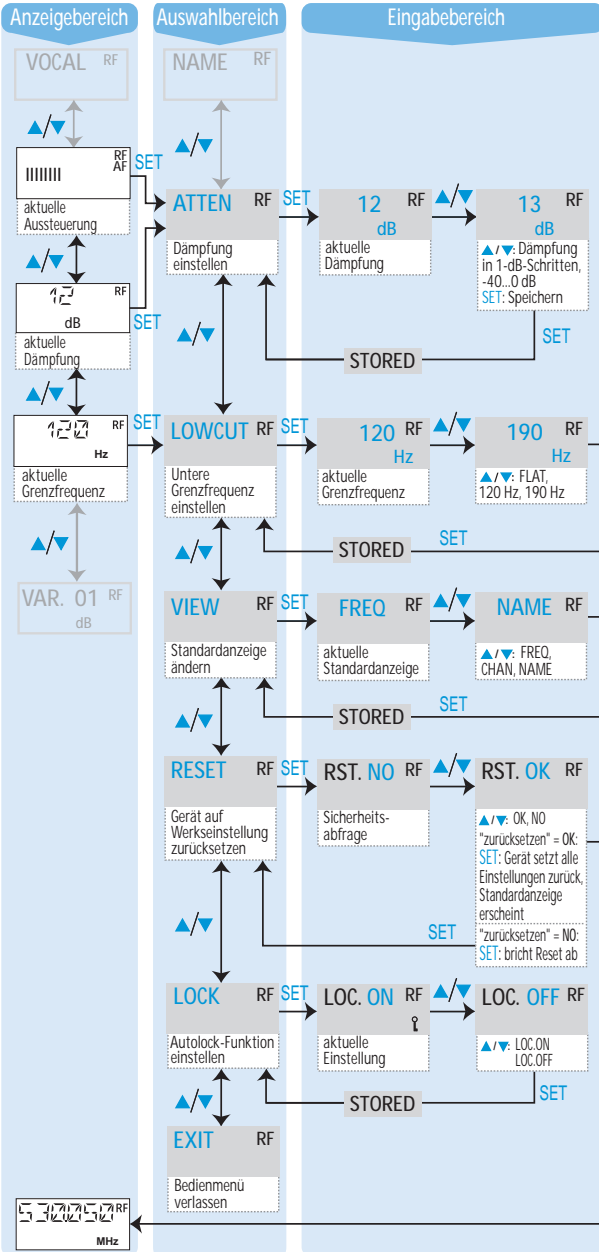 Anzeigebereich
Auswahlbereich
Eingabebereich
VOCAL RF
NAME RF
▲/▼
▲/▼
RF
AF
SET
aktuelle
Aussteuerung
ATTEN RF
SET
12 RF
dB
▲/▼
13 RF
dB
Dämpfung
einstellen
aktuelle
Dämpfung
▲/▼: Dämpfung
in 1-dB-Schritten,
-40...0 dB
SET: Speichern
▲/▼
12 RF
dB
SET
aktuelle
Dämpfung
▲/▼
SET
STORED
▲/▼
120 RF
Hz
SET
aktuelle
Grenzfrequenz
LOWCUT RF
SET
120 RF
Hz
▲/▼
190 RF
Hz
Untere
Grenzfrequenz
einstellen
aktuelle
Grenzfrequenz
▲/▼: FLAT,
120 Hz, 190 Hz
▲/▼
▲/▼
STORED
SET
VAR. 01 RF
dB
VIEW RF
SET
FREQ RF
▲/▼
NAME RF
Standardanzeige
ändern
aktuelle
Standardanzeige
▲/▼: FREQ,
CHAN, NAME
▲/▼
STORED
SET
RESET RF
SET
RST. NO RF
▲/▼
RST. OK RF
Gerät auf
Werkseinstellung
zurücksetzen
Sicherheits-
abfrage
▲/▼: OK, NO
"zurücksetzen" = OK:
SET: Gerät setzt alle
Einstellungen zurück,
Standardanzeige
erscheint
"zurücksetzen" = NO:
SET: bricht Reset ab
▲/▼
SET
LOCK RF
SET
LOC. ON RF
▲/▼
LOC. OFF RF
Autolock-Funktion
einstellen
aktuelle
Einstellung
▲/▼: LOC.ON
LOC.OFF
▲/▼
STORED
SET
EXIT RF
Bedienmenü
verlassen
530050 RF
MHz